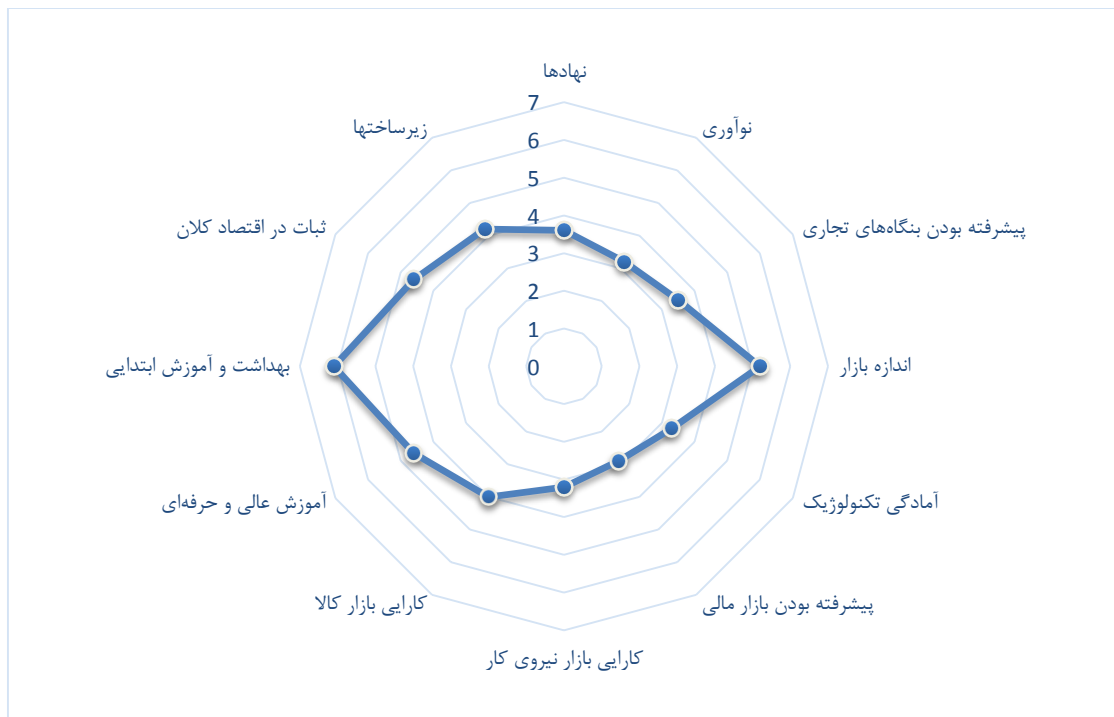 نهادها
نوآوری
پیشرفته بودن بنگاه‌های تجاری
اندازه بازار
آمادگی تکنولوژیک
پیشرفته بودن بازار مالی
کارایی بازار نیروی کار
کارایی بازار کالا
آموزش عالی و حرفه‌ای
بهداشت و آموزش ابتدایی
ثبات در اقتصاد کلان
زیرساختها
7
6
5
4
3
2
1
0